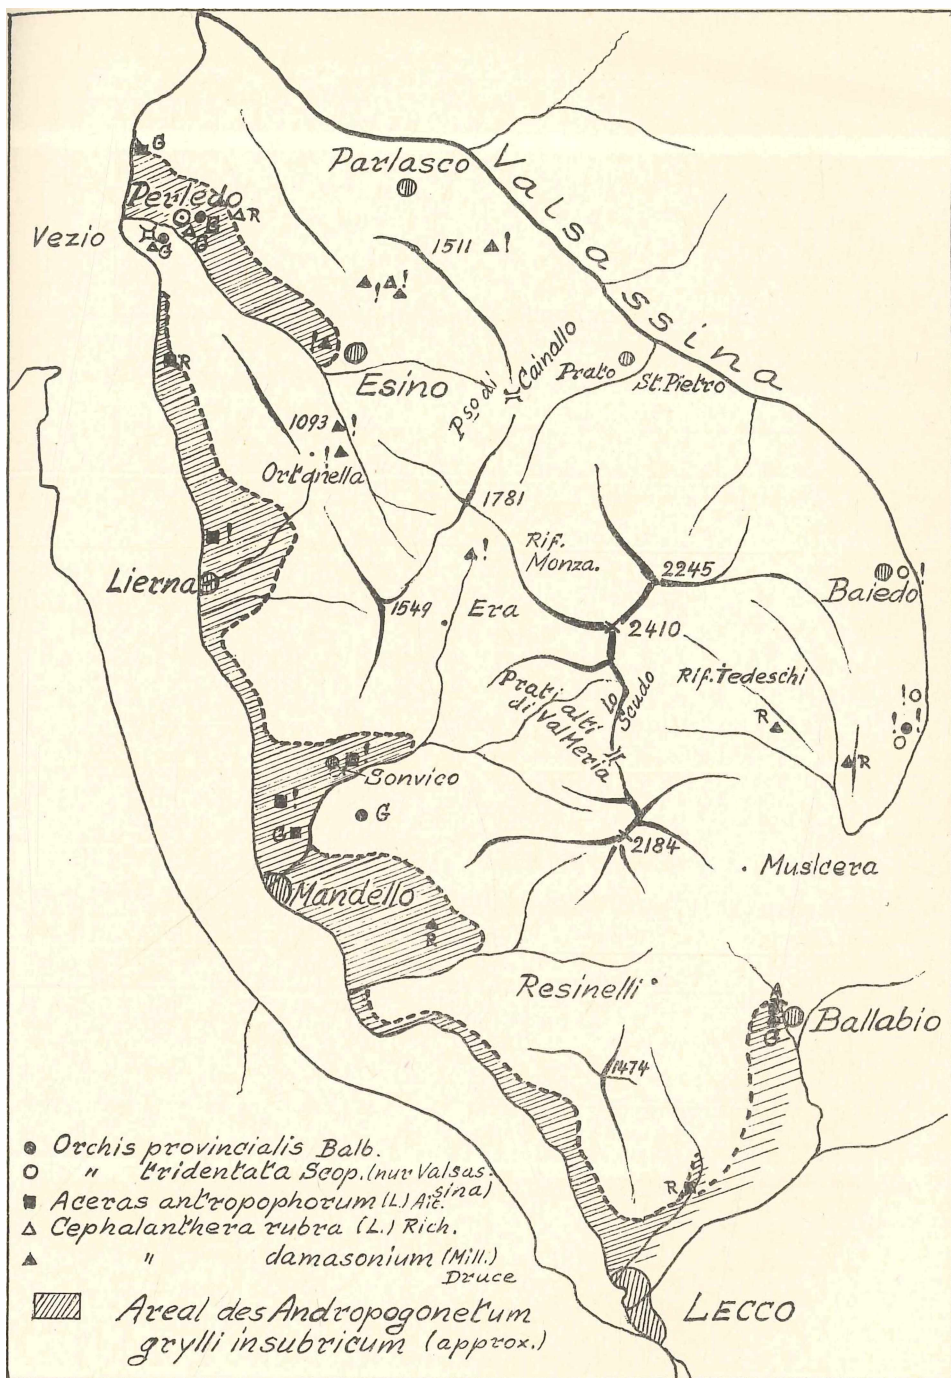 Parlasco
Valsassina
G
Perledo
R
G
G
Vezio
G
1511 !
! !
!
R
Esino
Pso di Cainallo
Prato
St. Pietro
1093 !
!
Ortanella
1781
!
Rif.
Monza.
!
2245
Lierna
!
Baiedo
1549
Era
2410
Prati alti
di Val Meria
Lo
Scudo
Rif. Tedeschi
R
!
! !
R
!
R
Sonvico
!
G
G
2184
Muslcera
Mandello
R
Resinelli
A
Ballabio
G
1474
R
Orchis provincialis Balb.
" tridentata Scop. (nur Valsas-
sina)
Aceras antropophorum (L.) Ait.
Cephalanthera rubra (L.) Rich.
" damasonium (Mill.)
Druce
Areal des Andropogonetum
grylli insubricum (approx.)
LECCO